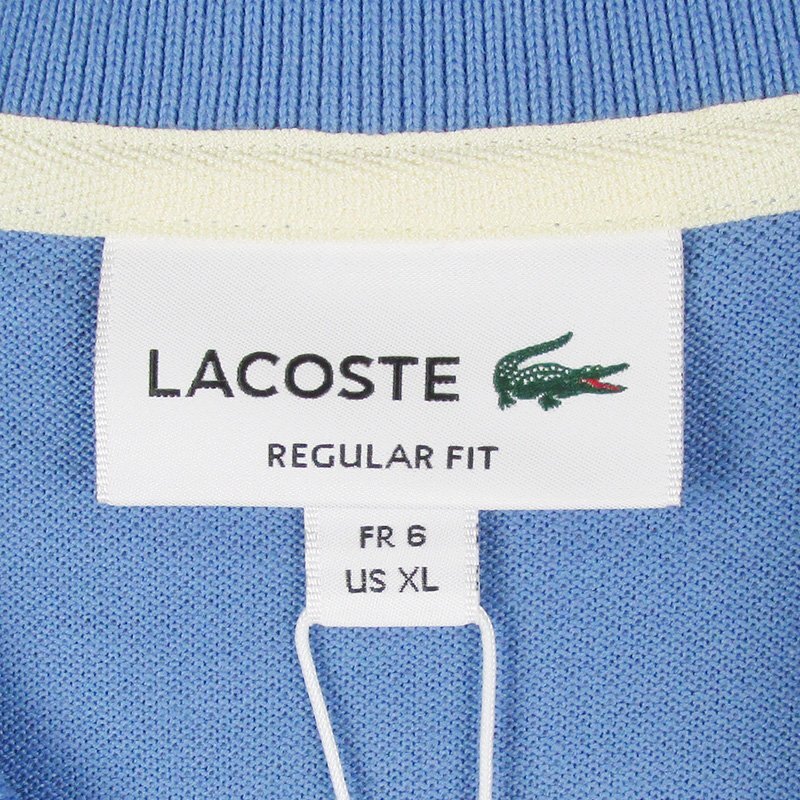 LACOSTE
REGULAR FIT
FR 6
US XL